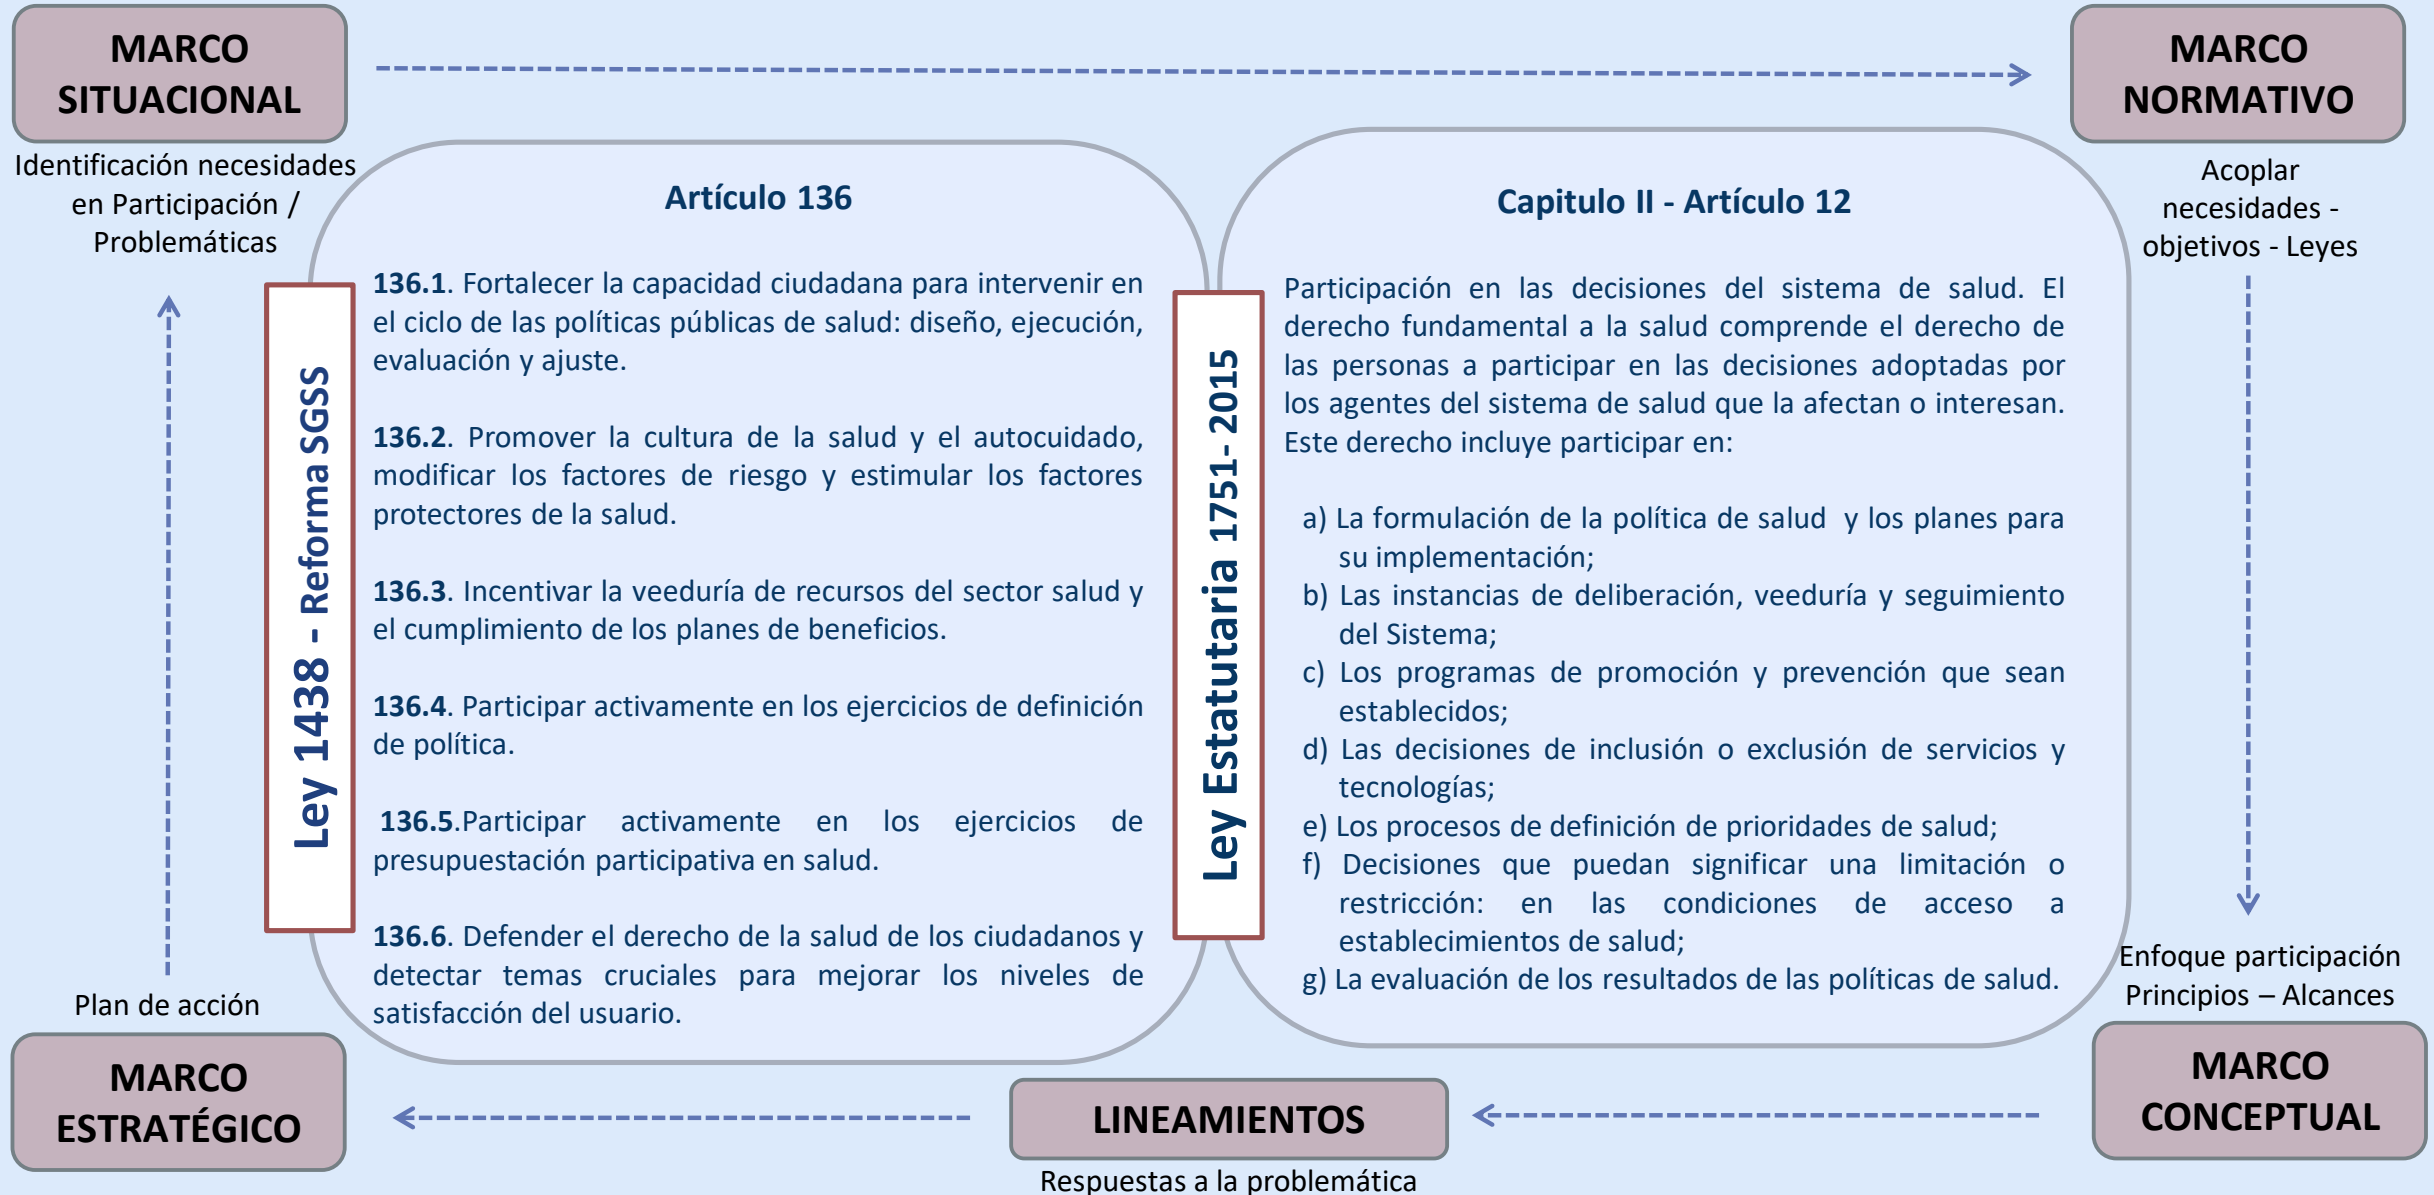 MARCO
SITUACIONAL
Identificación necesidades
en Participación /
Problemáticas
MARCO
NORMATIVO
Acoplar
necesidades -
objetivos - Leyes
Ley 1438 - Reforma SGSS
Artículo 136
136.1. Fortalecer la capacidad ciudadana para intervenir en
el ciclo de las políticas públicas de salud: diseño, ejecución,
evaluación y ajuste.
136.2. Promover la cultura de la salud y el autocuidado,
modificar los factores de riesgo y estimular los factores
protectores de la salud.
136.3. Incentivar la veeduría de recursos del sector salud y
el cumplimiento de los planes de beneficios.
136.4. Participar activamente en los ejercicios de definición
de política.
136.5.Participar activamente en los ejercicios de
presupuestación participativa en salud.
136.6. Defender el derecho de la salud de los ciudadanos y
detectar temas cruciales para mejorar los niveles de
satisfacción del usuario.
Ley Estatutaria 1751- 2015
Capitulo II - Artículo 12
Participación en las decisiones del sistema de salud. El
derecho fundamental a la salud comprende el derecho de
las personas a participar en las decisiones adoptadas por
los agentes del sistema de salud que la afectan o interesan.
Este derecho incluye participar en:
a) La formulación de la política de salud y los planes para
su implementación;
b) Las instancias de deliberación, veeduría y seguimiento
del Sistema;
c) Los programas de promoción y prevención que sean
establecidos;
d) Las decisiones de inclusión o exclusión de servicios y
tecnologías;
e) Los procesos de definición de prioridades de salud;
f) Decisiones que puedan significar una limitación o
restricción: en las condiciones de acceso a
establecimientos de salud;
g) La evaluación de los resultados de las políticas de salud.
Enfoque participación
Principios – Alcances
MARCO
CONCEPTUAL
LINEAMIENTOS
Respuestas a la problemática
Plan de acción
MARCO
ESTRATÉGICO